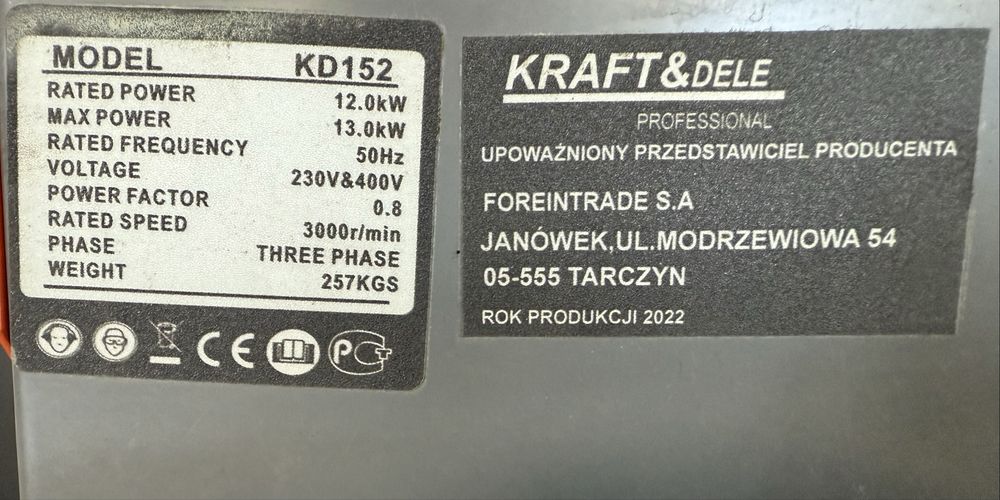 MODEL KD152
RATED POWER 12.0kW
MAX POWER 13.0kW
RATED FREQUENCY 50Hz
VOLTAGE 230V&400V
POWER FACTOR 0.8
RATED SPEED 3000r/min
PHASE THREE PHASE
WEIGHT 257KGS
CE PCT
KRAFT&DELE
PROFESSIONAL
UPOWAŻNIONY PRZEDSTAWICIEL PRODUCENTA
FOREINTRADE S.A
JANÓWEK,UL.MODRZEWIOWA 54
05-555 TARCZYN
ROK PRODUKCJI 2022